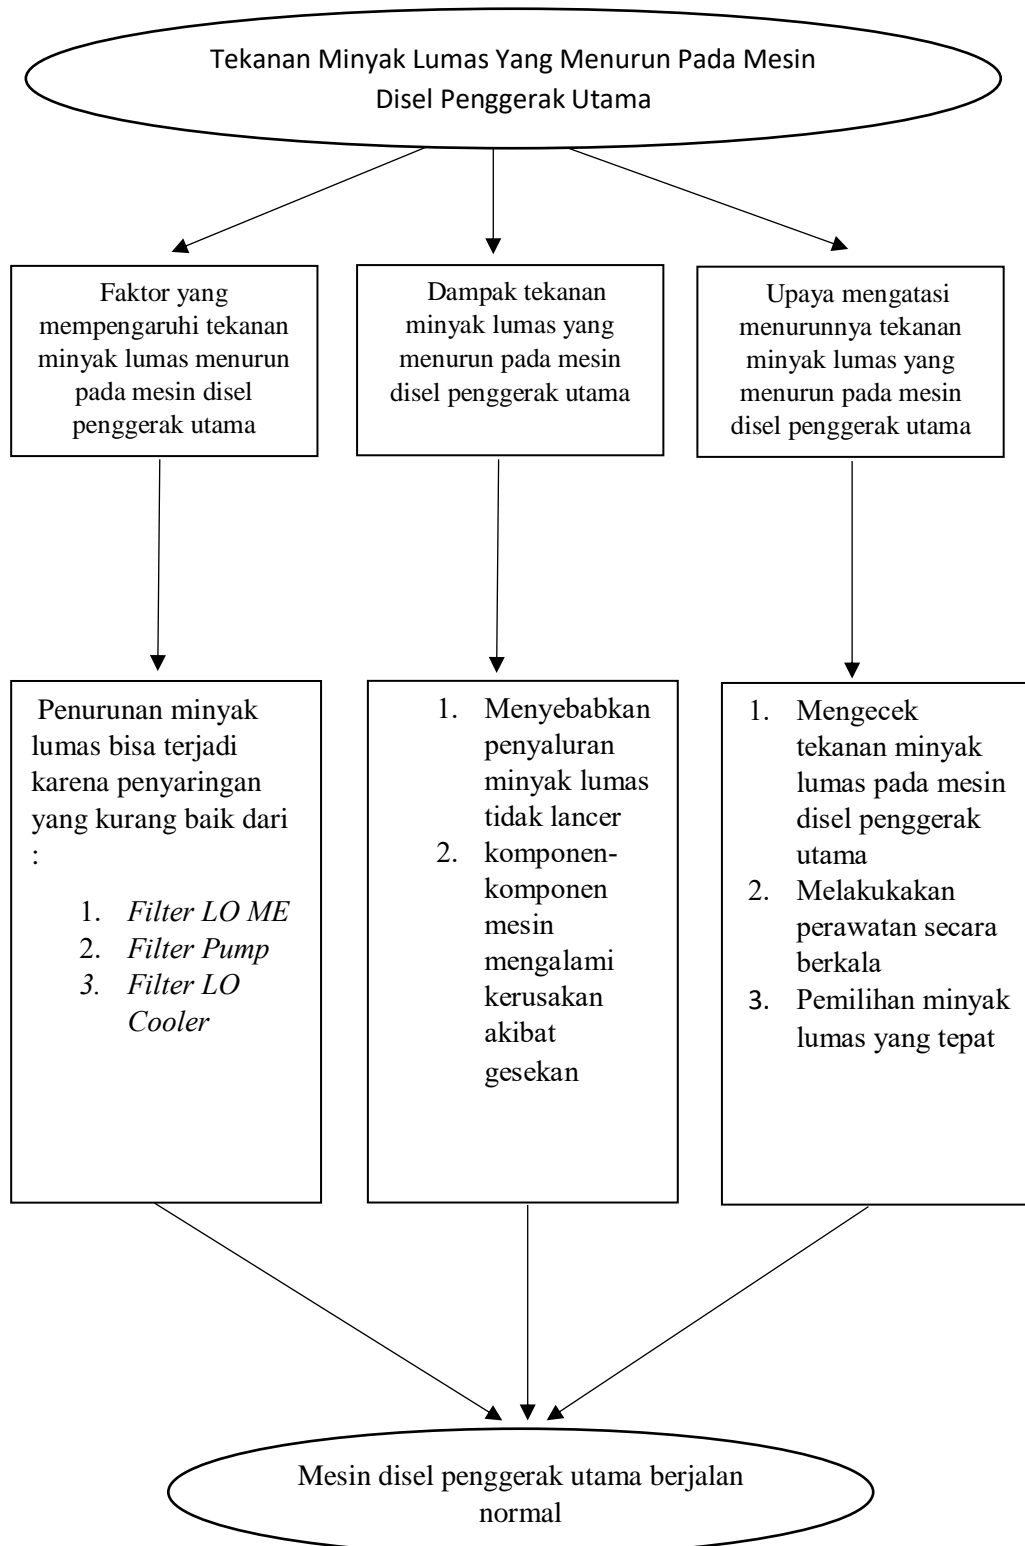 Tekanan Minyak Lumas Yang Menurun Pada Mesin
Disel Penggerak Utama
Faktor yang
mempengaruhi tekanan
minyak lumas menurun
pada mesin disel
penggerak utama
Dampak tekanan
minyak lumas yang
menurun pada mesin
disel penggerak utama
Upaya mengatasi
menurunnya tekanan
minyak lumas yang
menurun pada mesin
disel penggerak utama
Penurunan minyak
lumas bisa terjadi
karena penyaringan
yang kurang baik dari
:
1. Filter LO ME
2. Filter Pump
3. Filter LO
Cooler
1. Menyebabkan
penyaluran
minyak lumas
tidak lancer
2. komponen-
komponen
mesin
mengalami
kerusakan
akibat
gesekan
1. Mengecek
tekanan minyak
lumas pada mesin
disel penggerak
utama
2. Melakukakan
perawatan secara
berkala
3. Pemilihan minyak
lumas yang tepat
Mesin disel penggerak utama berjalan
normal